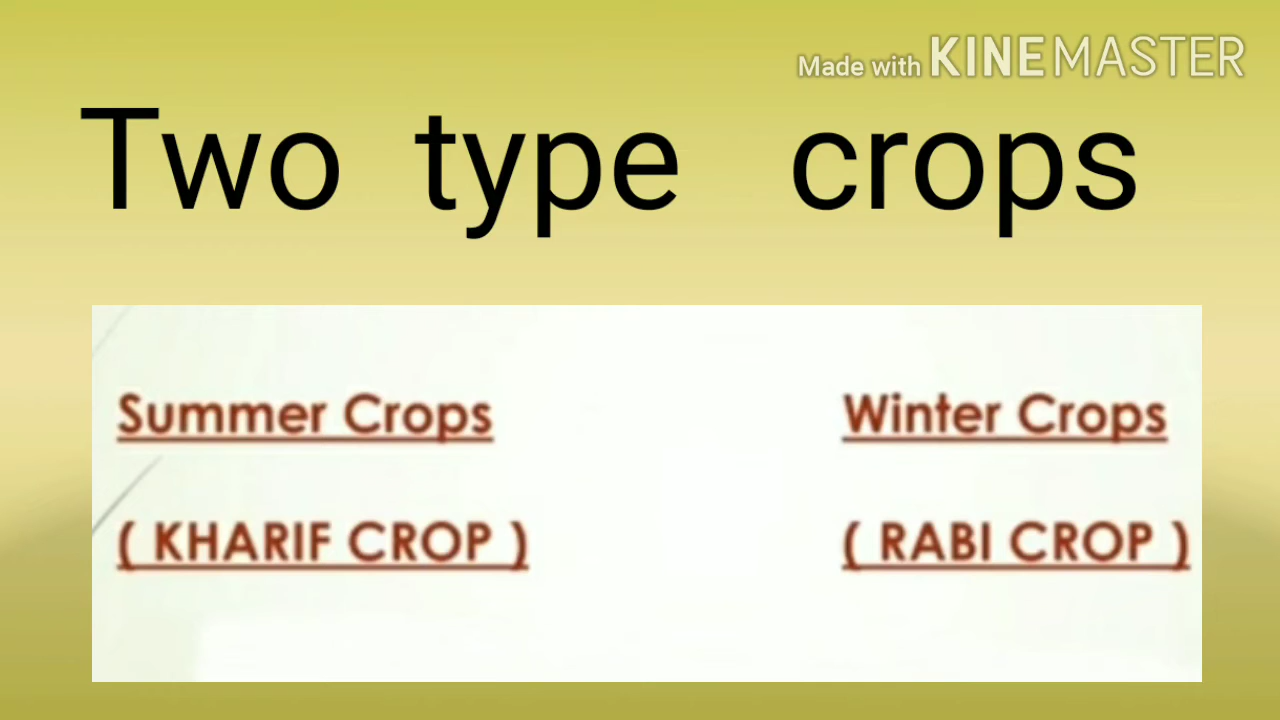 Made with KINEMASTER
Two type crops
Summer Crops
Winter Crops
( KHARIF CROP )
( RABI CROP )